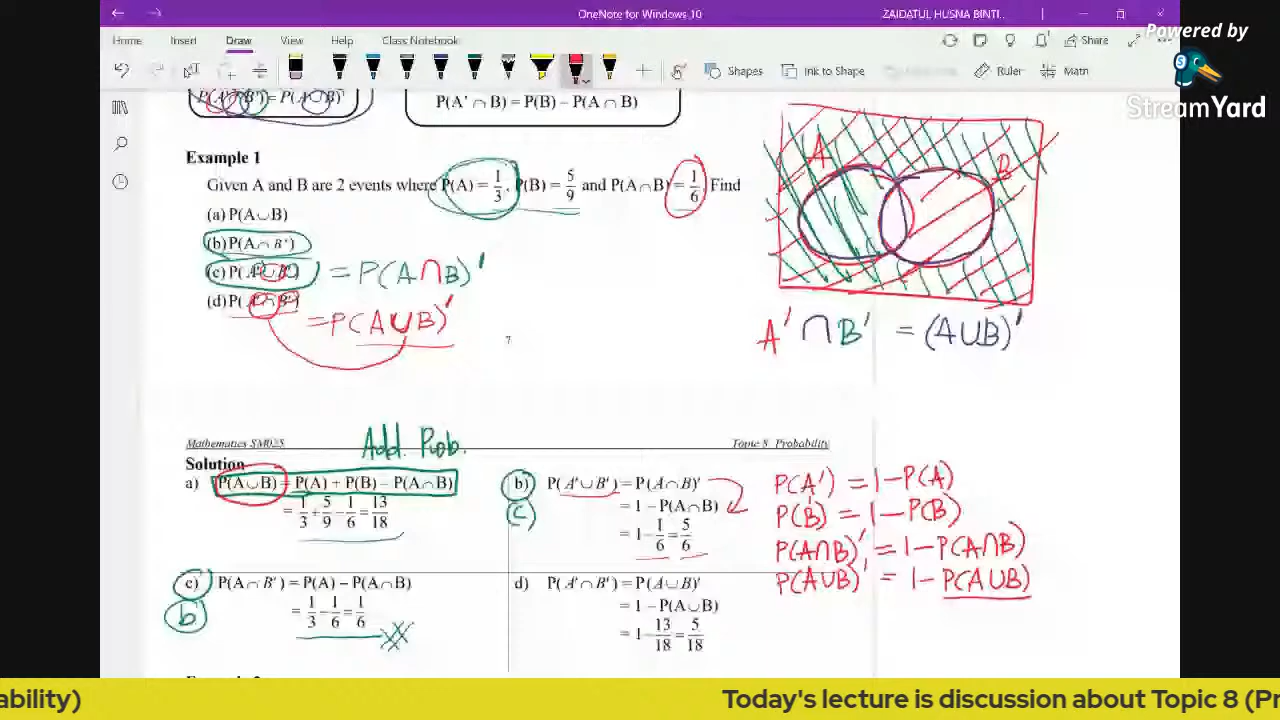 OneNote for Windows 10
ZAIDATUL HUSNA BINTI..
Powered by
StreamYard
Home Insert Draw View Help Class Notebook
Share
Shapes Ink to Shape Ruler Math
P(A' ∩ B) = P(B) – P(A ∩ B)
Example 1
Given A and B are 2 events where P(A) = 1/3, P(B) = 5/9 and P(A∩B) = 1/6. Find
(a) P(A∪B)
(b) P(A∩B')
(c) P(A'∪B') = P(A∩B)'
(d) P(A'∩B') = P(A∪B)'
7
A
B
A' ∩ B' = (A∪B)'
Mathematics SM025
Add. Prob.
Topic 8 Probability
Solution
a) P(A∪B) = P(A) + P(B) – P(A∩B)
= 1/3 + 5/9 – 1/6 = 13/18
b) P(A'∪B') = P(A∩B)'
c
= 1 – P(A∩B)
= 1 – 1/6 = 5/6
P(A') = 1 – P(A)
P(B') = 1 – P(B)
P(A∩B)' = 1 – P(A∩B)
P(A∪B)' = 1 – P(A∪B)
c) P(A∩B') = P(A) – P(A∩B)
b
= 1/3 – 1/6 = 1/6
d) P(A'∩B') = P(A∪B)'
= 1 – P(A∪B)
= 1 – 13/18 = 5/18
ability)
Today's lecture is discussion about Topic 8 (Pr